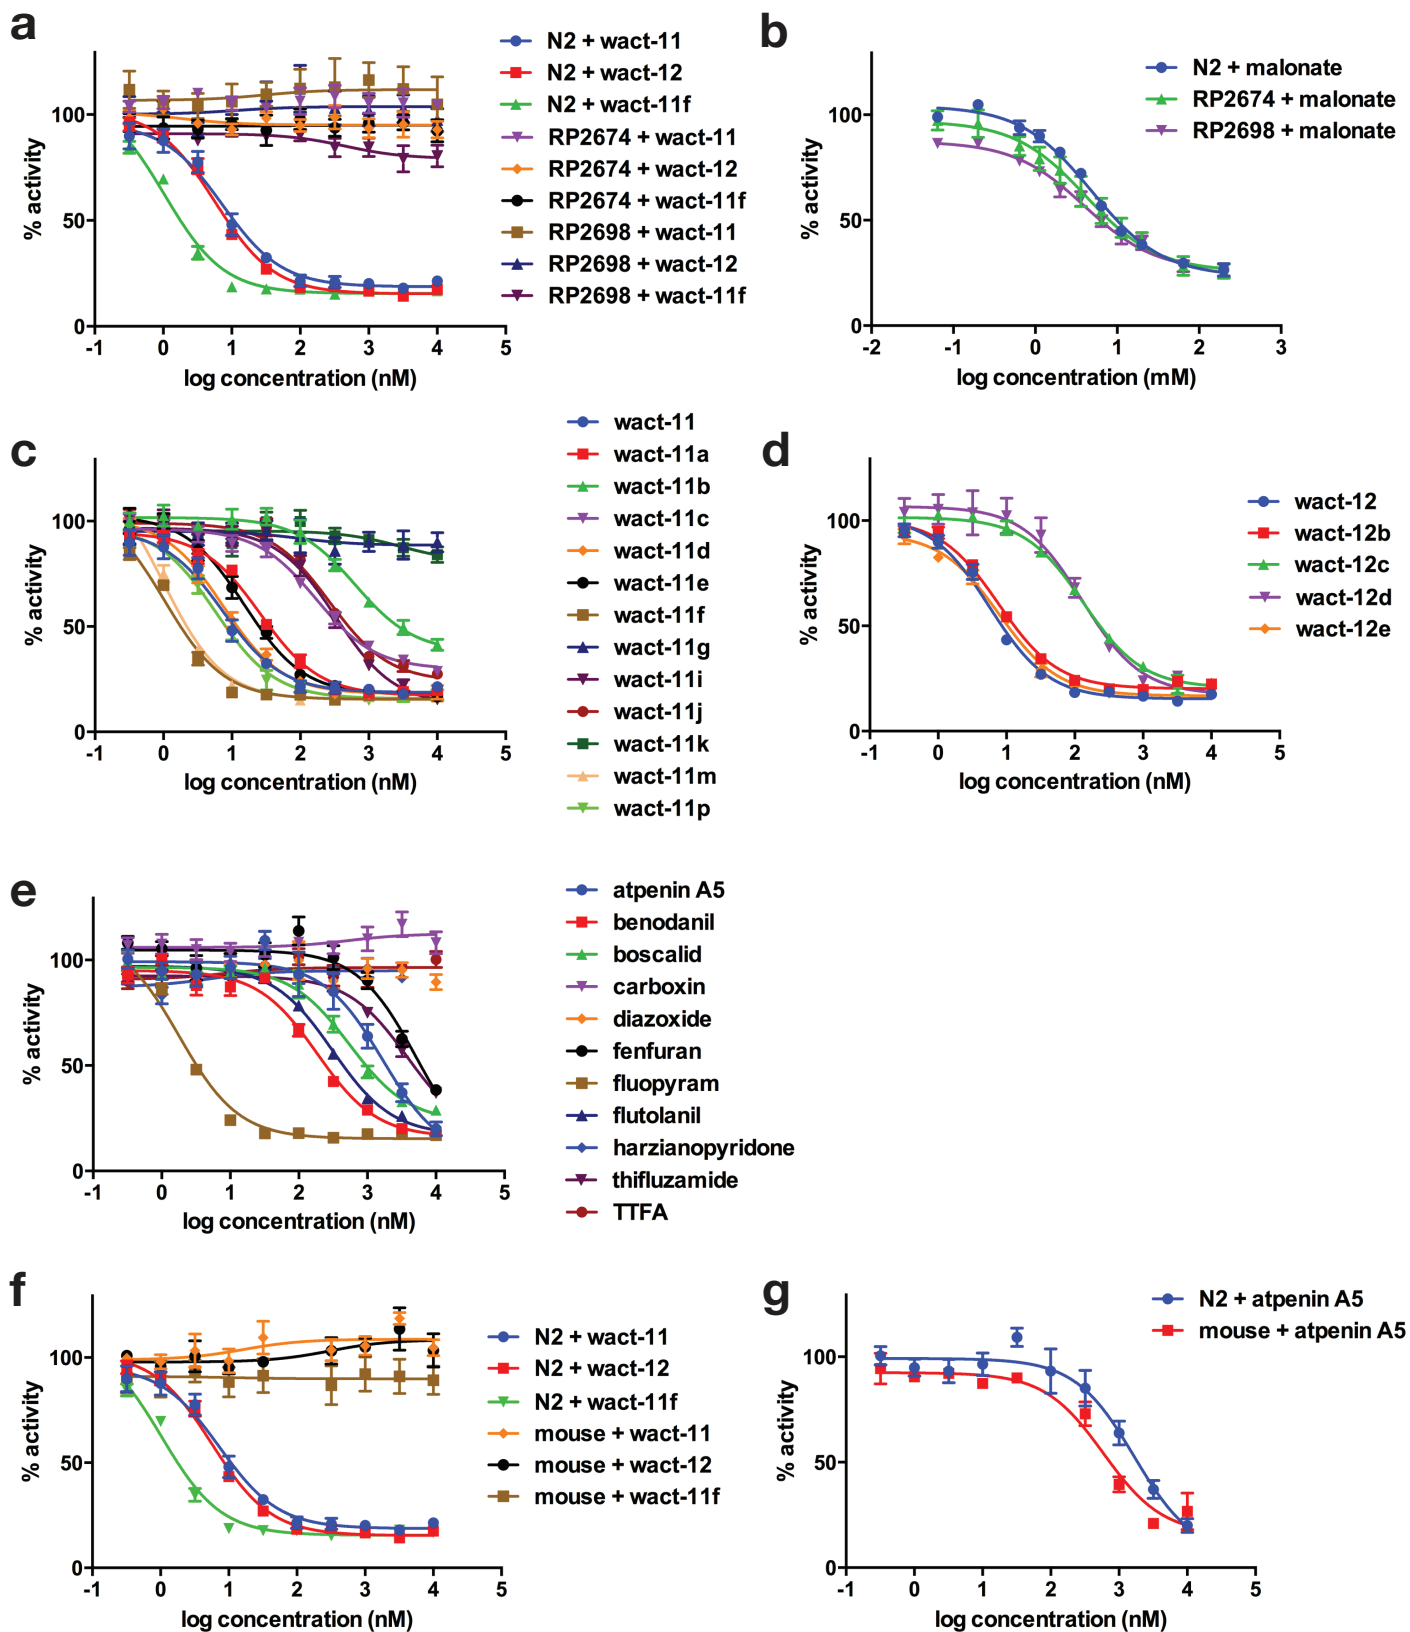 a
% activity
100
50
0
-1 0 1 2 3 4 5
log concentration (nM)
N2 + wact-11
N2 + wact-12
N2 + wact-11f
RP2674 + wact-11
RP2674 + wact-12
RP2674 + wact-11f
RP2698 + wact-11
RP2698 + wact-12
RP2698 + wact-11f
b
% activity
100
50
0
-2 -1 0 1 2 3
log concentration (mM)
N2 + malonate
RP2674 + malonate
RP2698 + malonate
c
% activity
100
50
0
-1 0 1 2 3 4 5
log concentration (nM)
wact-11
wact-11a
wact-11b
wact-11c
wact-11d
wact-11e
wact-11f
wact-11g
wact-11i
wact-11j
wact-11k
wact-11m
wact-11p
d
% activity
100
50
0
-1 0 1 2 3 4 5
log concentration (nM)
wact-12
wact-12b
wact-12c
wact-12d
wact-12e
e
% activity
100
50
0
-1 0 1 2 3 4 5
log concentration (nM)
atpenin A5
benodanil
boscalid
carboxin
diazoxide
fenfuran
fluopyram
flutolanil
harzianopyridone
thifluzamide
TTFA
f
% activity
100
50
0
-1 0 1 2 3 4 5
log concentration (nM)
N2 + wact-11
N2 + wact-12
N2 + wact-11f
mouse + wact-11
mouse + wact-12
mouse + wact-11f
g
% activity
100
50
0
-1 0 1 2 3 4 5
log concentration (nM)
N2 + atpenin A5
mouse + atpenin A5